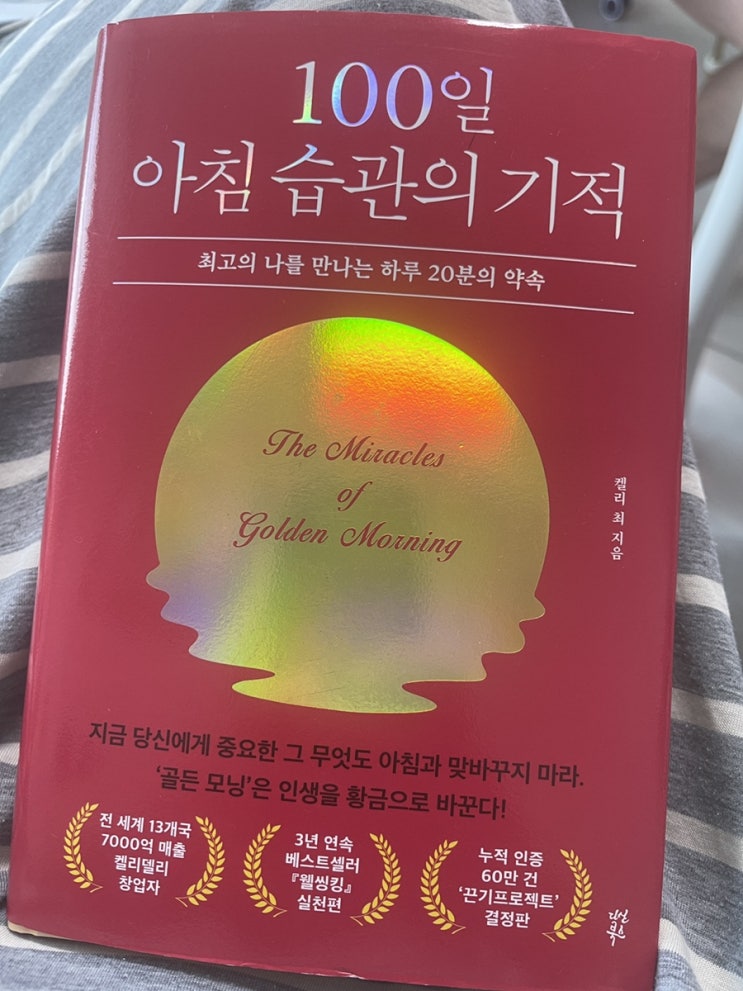 100일
아침 습관의 기적
최고의 나를 만나는 하루 20분의 약속
The Miracles
of
Golden Morning
켈리 최 지음
지금 당신에게 중요한 그 무엇도 아침과 맞바꾸지 마라.
‘골든 모닝’은 인생을 황금으로 바꾼다!
전 세계 13개국
7000억 매출
켈리델리
창업자
3년 연속
베스트셀러
『웰씽킹』
실천편
누적 인증
60만 건
‘끈기프로젝트’
결정판
다산
북스